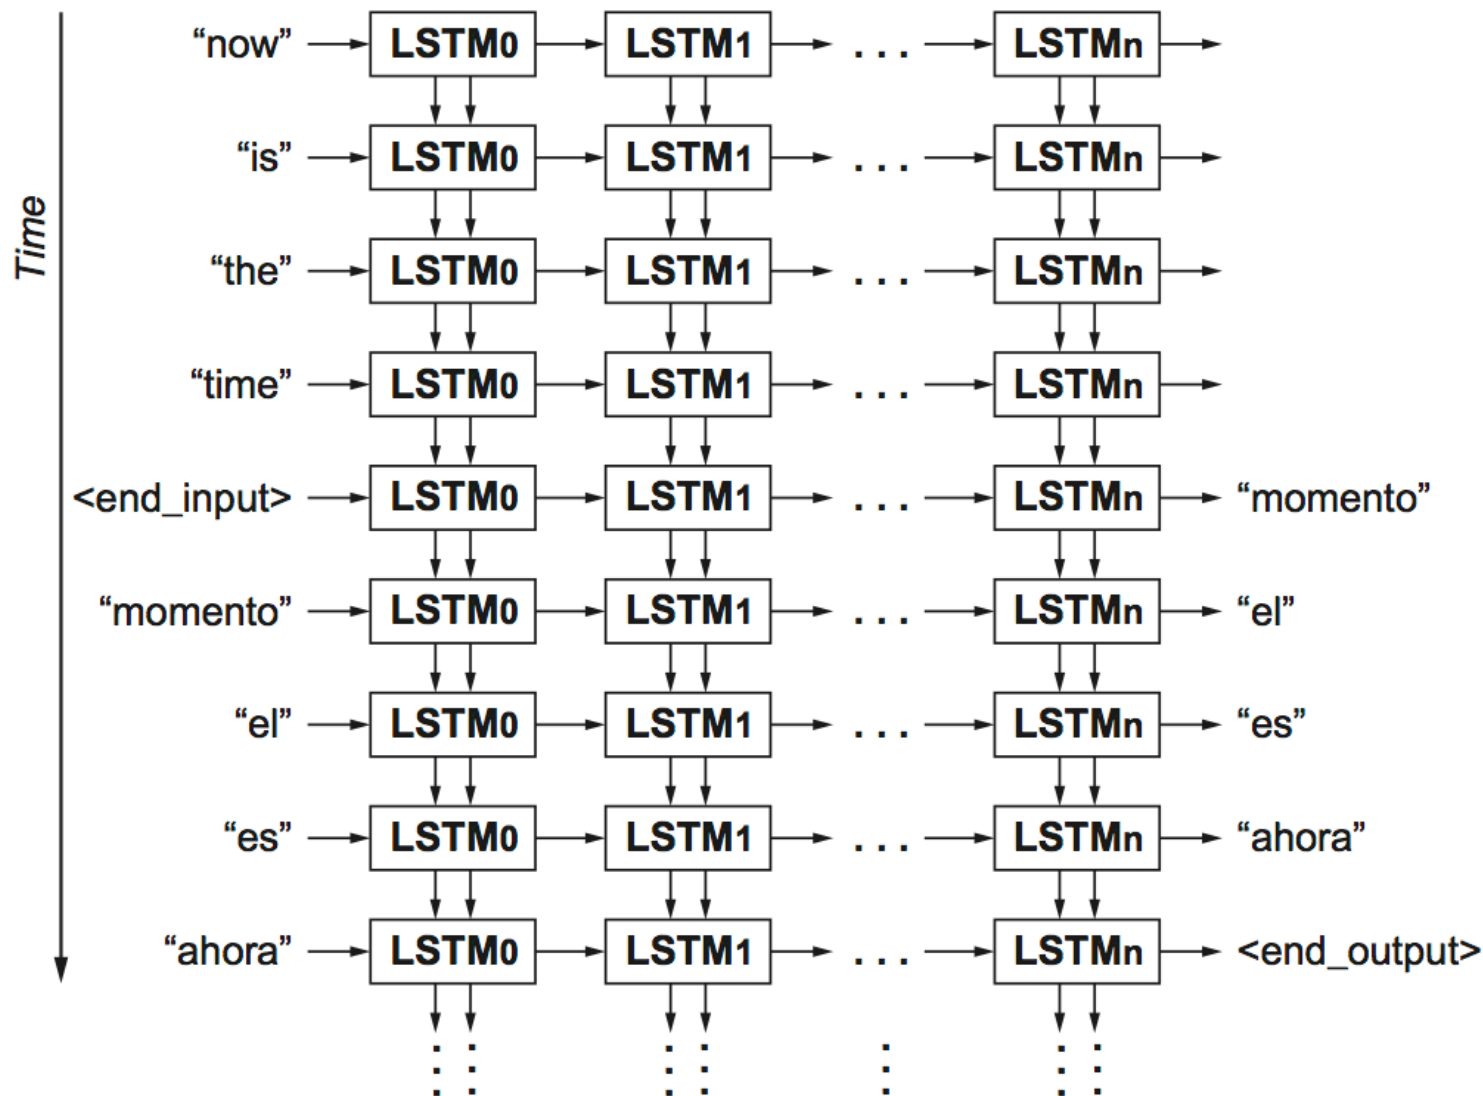 “now” LSTM0 LSTM1 . . . LSTMn
“is” LSTM0 LSTM1 . . . LSTMn
Time
“the” LSTM0 LSTM1 . . . LSTMn
“time” LSTM0 LSTM1 . . . LSTMn
<end_input> LSTM0 LSTM1 . . . LSTMn “momento”
“momento” LSTM0 LSTM1 . . . LSTMn “el”
“el” LSTM0 LSTM1 . . . LSTMn “es”
“es” LSTM0 LSTM1 . . . LSTMn “ahora”
“ahora” LSTM0 LSTM1 . . . LSTMn <end_output>